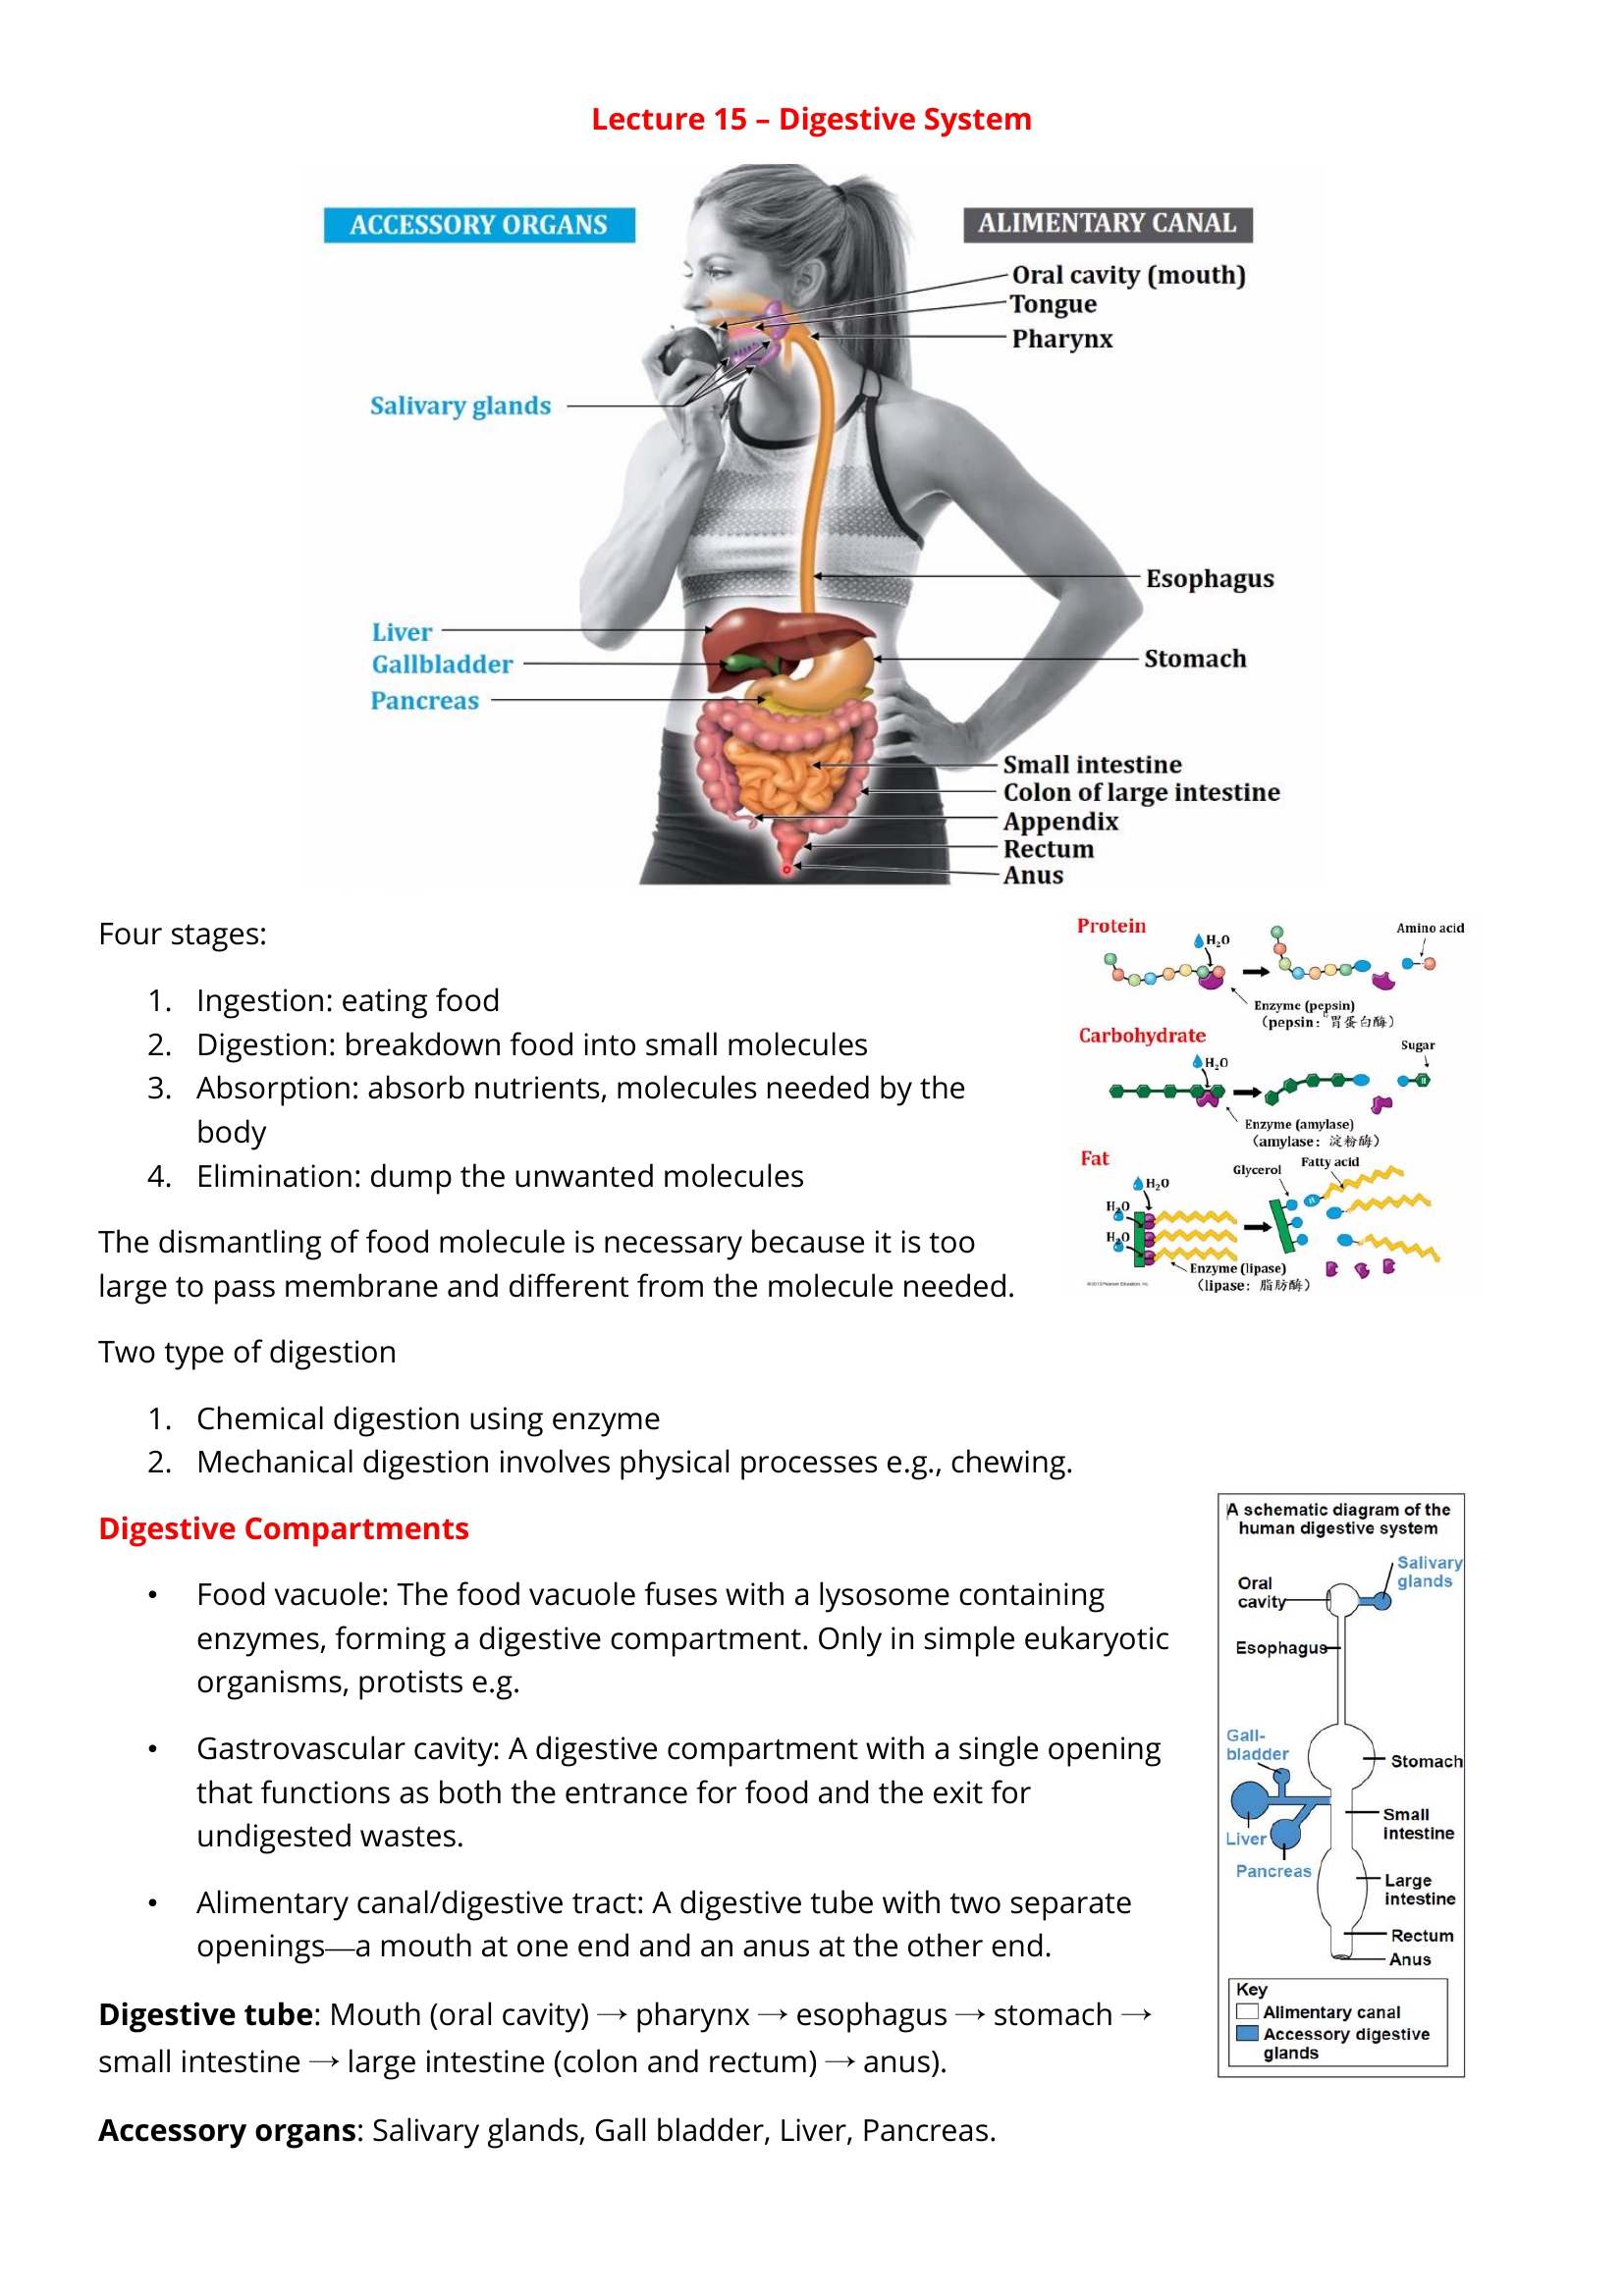 Lecture 15 – Digestive System
ACCESSORY ORGANS
ALIMENTARY CANAL
Oral cavity (mouth)
Tongue
Pharynx
Salivary glands
Esophagus
Liver
Gallbladder
Pancreas
Stomach
Small intestine
Colon of large intestine
Appendix
Rectum
Anus
Four stages:
1. Ingestion: eating food
2. Digestion: breakdown food into small molecules
3. Absorption: absorb nutrients, molecules needed by the
body
4. Elimination: dump the unwanted molecules
The dismantling of food molecule is necessary because it is too
large to pass membrane and different from the molecule needed.
Protein
H₂O
Amino acid
Enzyme (pepsin)
(pepsin: 胃蛋白酶)
Carbohydrate
H₂O
Sugar
Enzyme (amylase)
(amylase: 淀粉酶)
Fat
Glycerol
Fatty acid
H₂O
H₂O
H₂O
Enzyme (lipase)
(lipase: 脂肪酶)
©2013 Pearson Education, Inc.
Two type of digestion
1. Chemical digestion using enzyme
2. Mechanical digestion involves physical processes e.g., chewing.
Digestive Compartments
• Food vacuole: The food vacuole fuses with a lysosome containing
enzymes, forming a digestive compartment. Only in simple eukaryotic
organisms, protists e.g.
• Gastrovascular cavity: A digestive compartment with a single opening
that functions as both the entrance for food and the exit for
undigested wastes.
• Alimentary canal/digestive tract: A digestive tube with two separate
openings—a mouth at one end and an anus at the other end.
Digestive tube: Mouth (oral cavity) → pharynx → esophagus → stomach →
small intestine → large intestine (colon and rectum) → anus).
Accessory organs: Salivary glands, Gall bladder, Liver, Pancreas.
A schematic diagram of the
human digestive system
Salivary
glands
Oral
cavity
Esophagus
Gall-
bladder
Stomach
Small
intestine
Liver
Pancreas
Large
intestine
Rectum
Anus
Key
Alimentary canal
Accessory digestive
glands